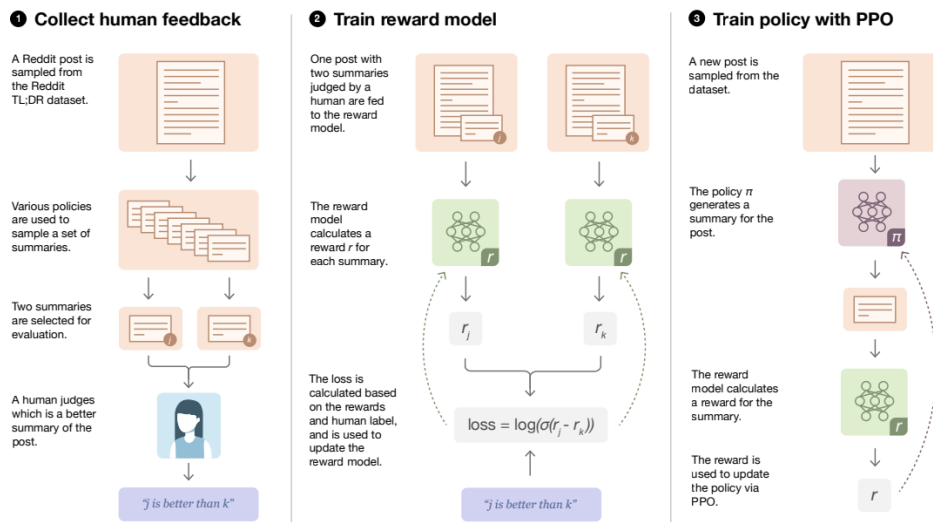 1 Collect human feedback
A Reddit post is
sampled from
the Reddit
TL;DR dataset.
Various policies
are used to
sample a set of
summaries.
Two summaries
are selected for
evaluation.
j
k
A human judges
which is a better
summary of the
post.
"j is better than k"
2 Train reward model
One post with
two summaries
judged by a
human are fed
to the reward
model.
j
k
The reward
model
calculates a
reward r for
each summary.
r
r
rj
rk
The loss is
calculated based
on the rewards
and human label,
and is used to
update the
reward model.
loss = log(σ(rj - rk))
"j is better than k"
3 Train policy with PPO
A new post is
sampled from the
dataset.
The policy π
generates a
summary for the
post.
π
The reward
model calculates
a reward for the
summary.
r
The reward is
used to update
the policy via
PPO.
r